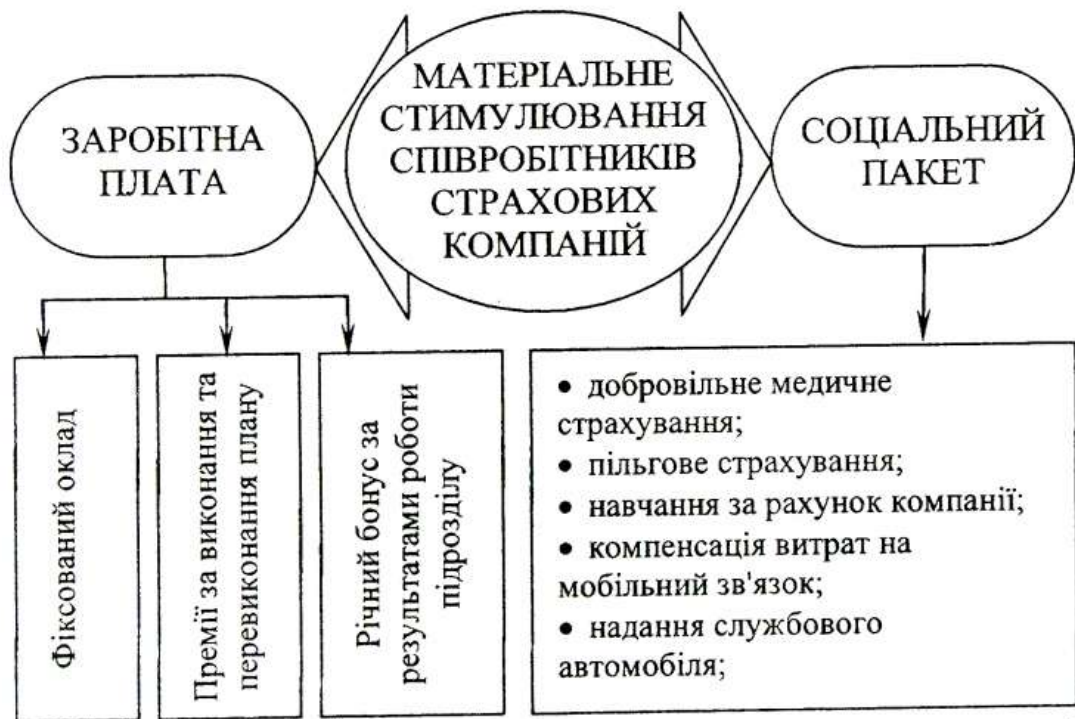 МАТЕРІАЛЬНЕ
СТИМУЛЮВАННЯ
СПІВРОБІТНИКІВ
СТРАХОВИХ
КОМПАНІЙ
ЗАРОБІТНА
ПЛАТА
СОЦІАЛЬНИЙ
ПАКЕТ
Фіксований оклад
Премії за виконання та
перевиконання плану
Річний бонус за
результатами роботи
підрозділу
• добровільне медичне
страхування;
• пільгове страхування;
• навчання за рахунок компанії;
• компенсація витрат на
мобільний зв'язок;
• надання службового
автомобіля;